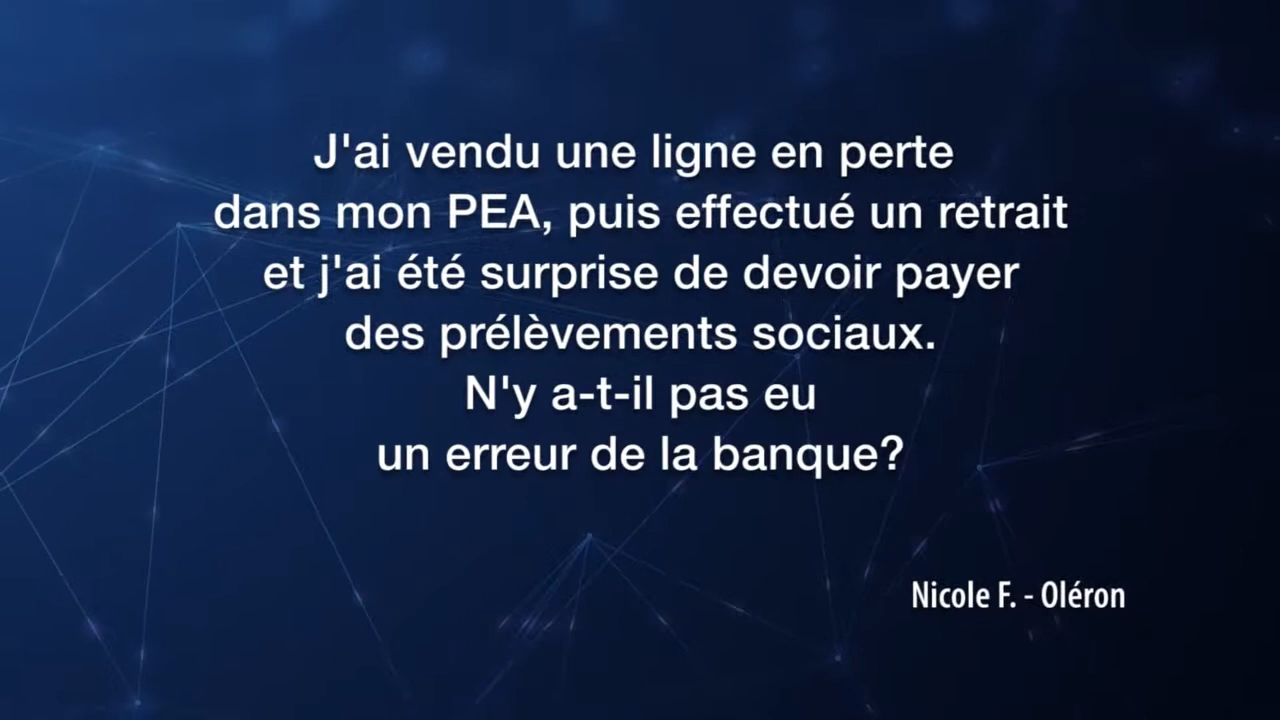 J'ai vendu une ligne en perte
dans mon PEA, puis effectué un retrait
et j'ai été surprise de devoir payer
des prélèvements sociaux.
N'y a-t-il pas eu
un erreur de la banque?
Nicole F. - Oléron